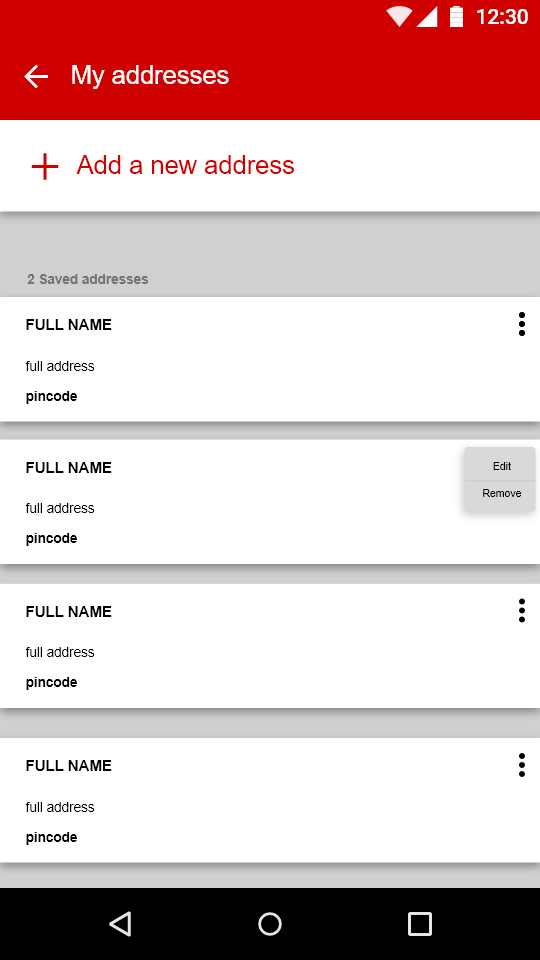 12:30
My addresses
Add a new address
2 Saved addresses
FULL NAME
full address
pincode
FULL NAME
Edit
Remove
full address
pincode
FULL NAME
full address
pincode
FULL NAME
full address
pincode